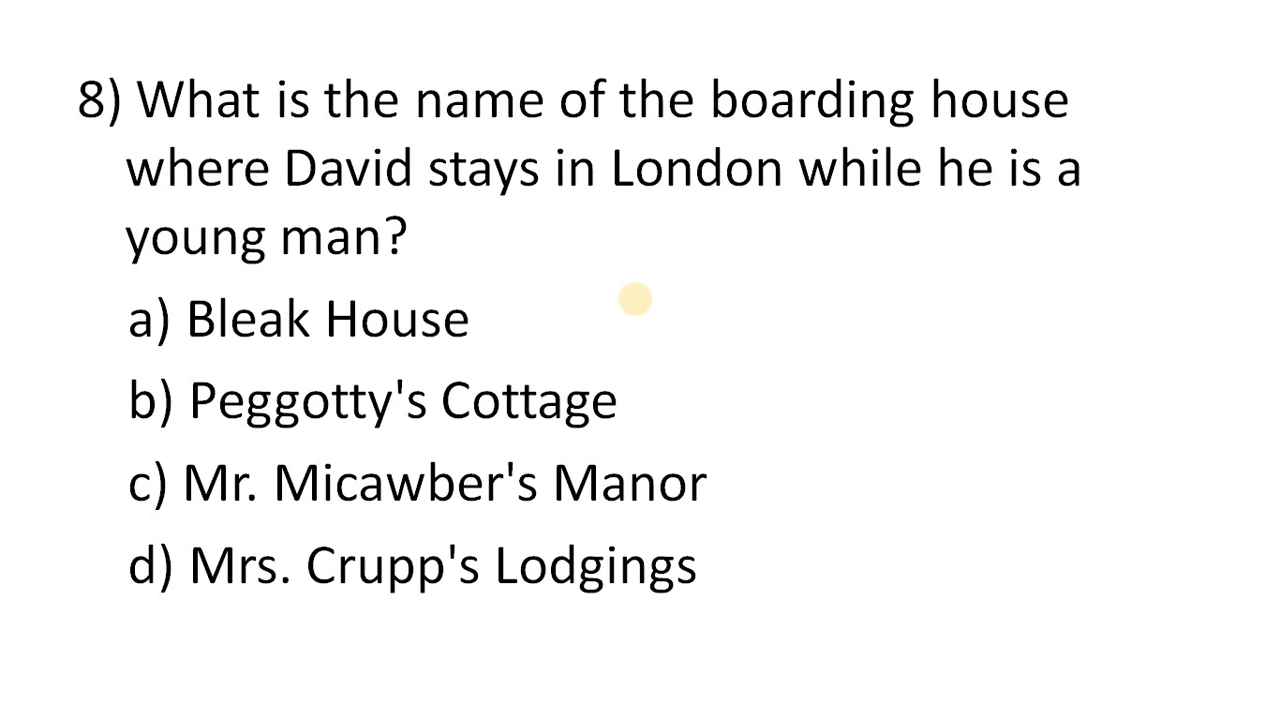 8) What is the name of the boarding house
where David stays in London while he is a
young man?
a) Bleak House
b) Peggotty's Cottage
c) Mr. Micawber's Manor
d) Mrs. Crupp's Lodgings